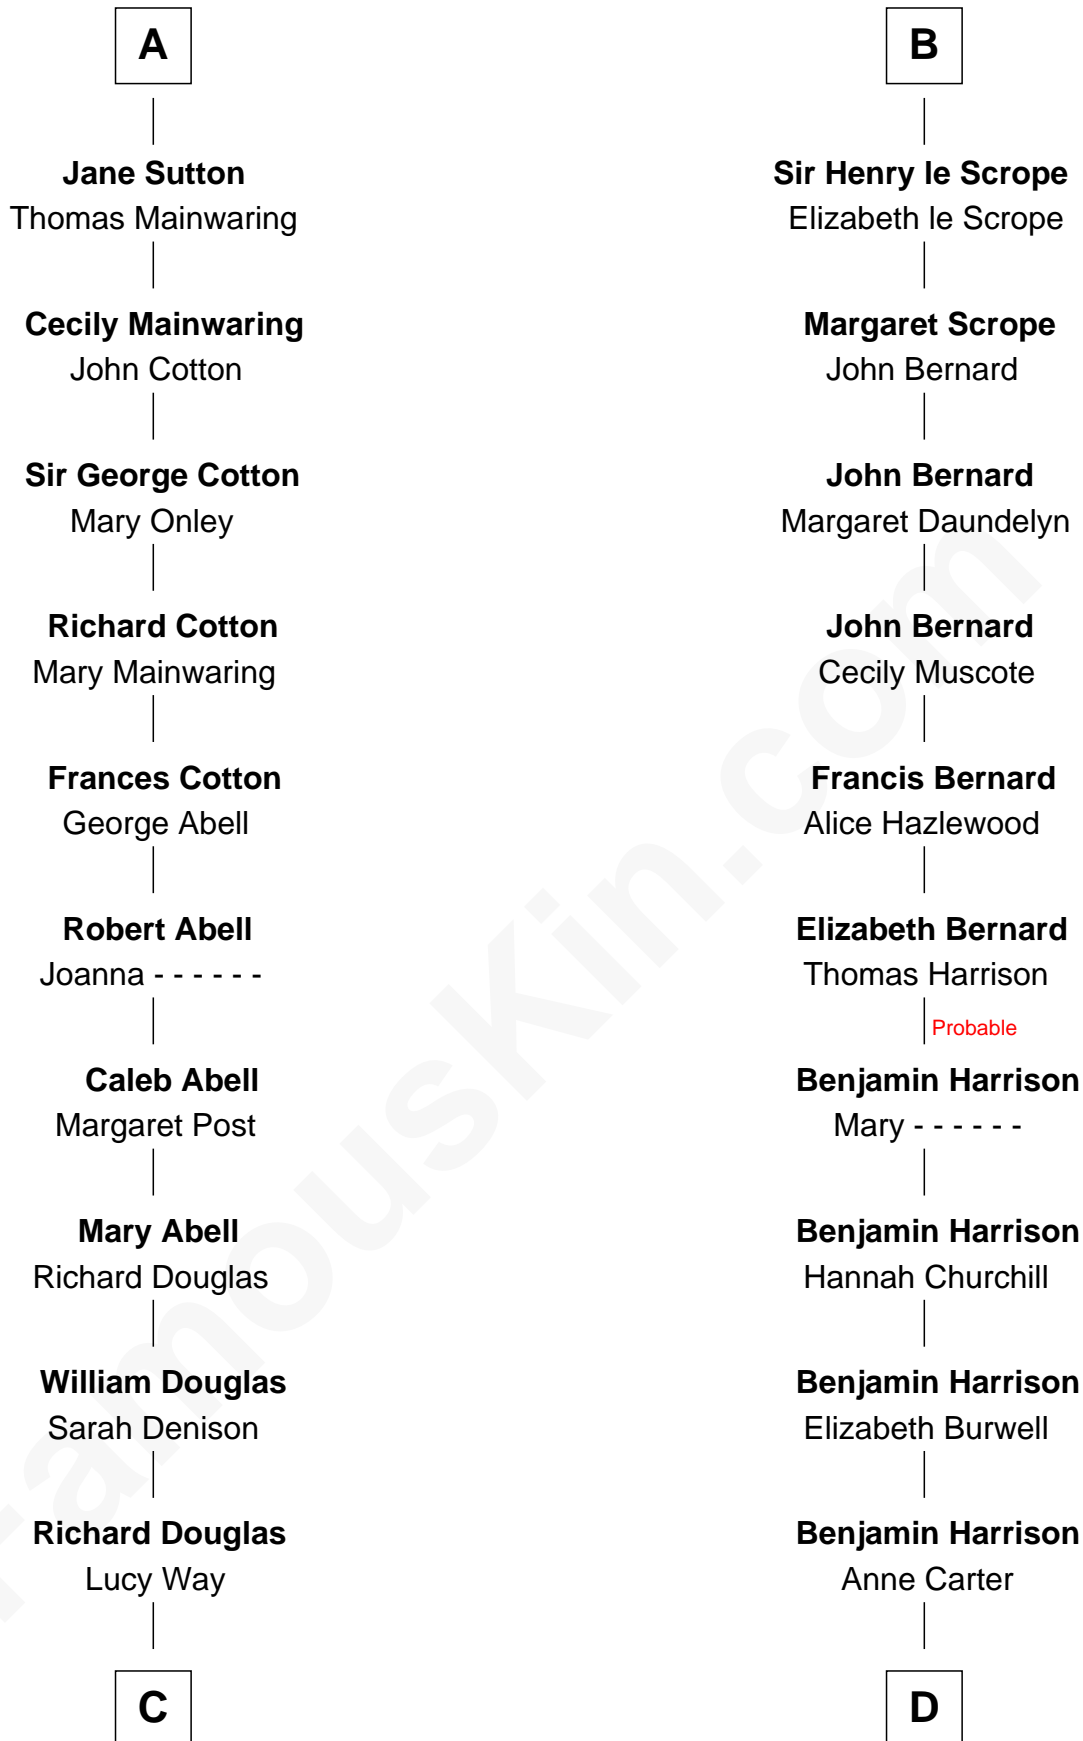 A
Jane Sutton
Thomas Mainwaring
Cecily Mainwaring
John Cotton
Sir George Cotton
Mary Onley
Richard Cotton
Mary Mainwaring
Frances Cotton
George Abell
Robert Abell
Joanna - - - - - -
Caleb Abell
Margaret Post
Mary Abell
Richard Douglas
William Douglas
Sarah Denison
Richard Douglas
Lucy Way
C
B
Sir Henry le Scrope
Elizabeth le Scrope
Margaret Scrope
John Bernard
John Bernard
Margaret Daundelyn
John Bernard
Cecily Muscote
Francis Bernard
Alice Hazlewood
Elizabeth Bernard
Thomas Harrison
Probable
Benjamin Harrison
Mary - - - - - -
Benjamin Harrison
Hannah Churchill
Benjamin Harrison
Elizabeth Burwell
Benjamin Harrison
Anne Carter
D
FamousKin.com